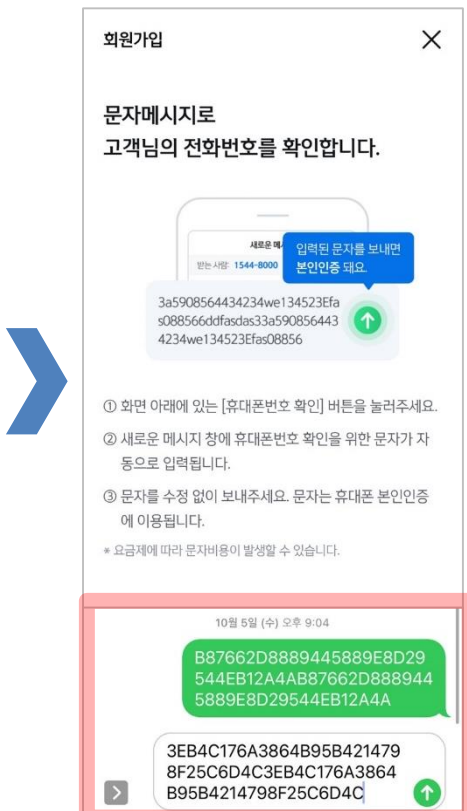 회원가입
문자메시지로
고객님의 전화번호를 확인합니다.
새로운 메
받는 사람 1544-8000
입력된 문자를 보내면
본인인증 돼요.
3a5908564434234we134523Efa
s088566ddfasdas33a590856443
4234we134523Efas08856
① 화면 아래에 있는 [휴대폰번호 확인] 버튼을 눌러주세요.
② 새로운 메시지 창에 휴대폰번호 확인을 위한 문자가 자
동으로 입력됩니다.
③ 문자를 수정 없이 보내주세요. 문자는 휴대폰 본인인증
에 이용됩니다.
* 요금제에 따라 문자비용이 발생할 수 있습니다.
10월 5일 (수) 오후 9:04
B87662D8889445889E8D29
544EB12A4AB87662D888944
5889E8D29544EB12A4A
3EB4C176A3864B95B421479
8F25C6D4C3EB4C176A3864
B95B4214798F25C6D4C